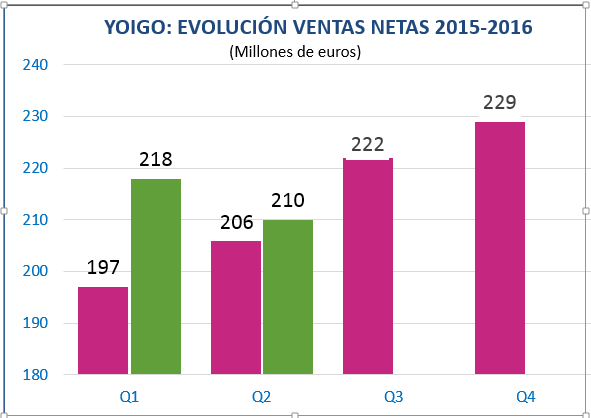 YOIGO: EVOLUCIÓN VENTAS NETAS 2015-2016
(Millones de euros)
240
230
220
210
200
190
180
197
218
206
210
222
229
Q1
Q2
Q3
Q4